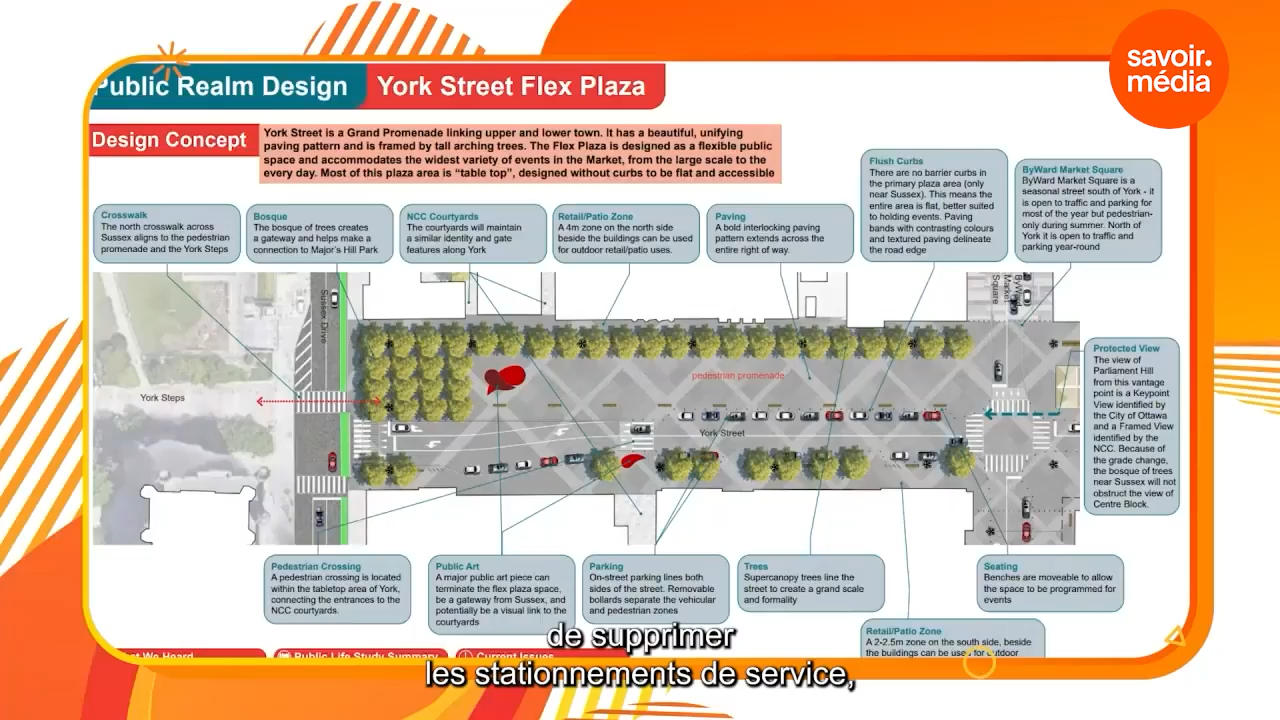 savoir.
média
Public Realm Design
York Street Flex Plaza
Design Concept
York Street is a Grand Promenade linking upper and lower town. It has a beautiful, unifying
paving pattern and is framed by tall arching trees. The Flex Plaza is designed as a flexible public
space and accommodates the widest variety of events in the Market, from the large scale to the
every day. Most of this plaza area is “table top”, designed without curbs to be flat and accessible
Crosswalk
The north crosswalk across
Sussex aligns to the pedestrian
promenade and the York Steps
Bosque
The bosque of trees creates
a gateway and helps make a
connection to Major's Hill Park
NCC Courtyards
The courtyards will maintain
a similar identity and gate
features along York
Retail/Patio Zone
A 4m zone on the north side
beside the buildings can be used
for outdoor retail/patio uses.
Paving
A bold interlocking paving
pattern extends across the
entire right of way.
Flush Curbs
There are no barrier curbs in
the primary plaza area (only
near Sussex). This means the
entire area is flat, better suited
to holding events. Paving
bands with contrasting colours
and textured paving delineate
the road edge
ByWard Market Square
ByWard Market Square is a
seasonal street south of York - it
is open to traffic and parking for
most of the year but pedestrian-
only during summer. North of
York it is open to traffic and
parking year-round
Sussex Drive
ByWard
Market
Square
York Steps
pedestrian promenade
York Street
Protected View
The view of
Parliament Hill
from this vantage
point is a Keypoint
View identified by
the City of Ottawa
and a Framed View
identified by the
NCC. Because of
the grade change,
the bosque of trees
near Sussex will not
obstruct the view of
Centre Block.
Pedestrian Crossing
A pedestrian crossing is located
within the tabletop area of York,
connecting the entrances to the
NCC courtyards.
Public Art
A major public art piece can
terminate the flex plaza space,
be a gateway from Sussex, and
potentially be a visual link to the
courtyards
Parking
On-street parking lines both
sides of the street. Removable
bollards separate the vehicular
and pedestrian zones
Trees
Supercanopy trees line the
street to create a grand scale
and formality
Seating
Benches are moveable to allow
the space to be programmed for
events
Retail/Patio Zone
A 2-2.5m zone on the south side, beside
the buildings can be used for outdoor
We Heard
Public Life Study Summary
Current Issues
de supprimer
les stationnements de service,